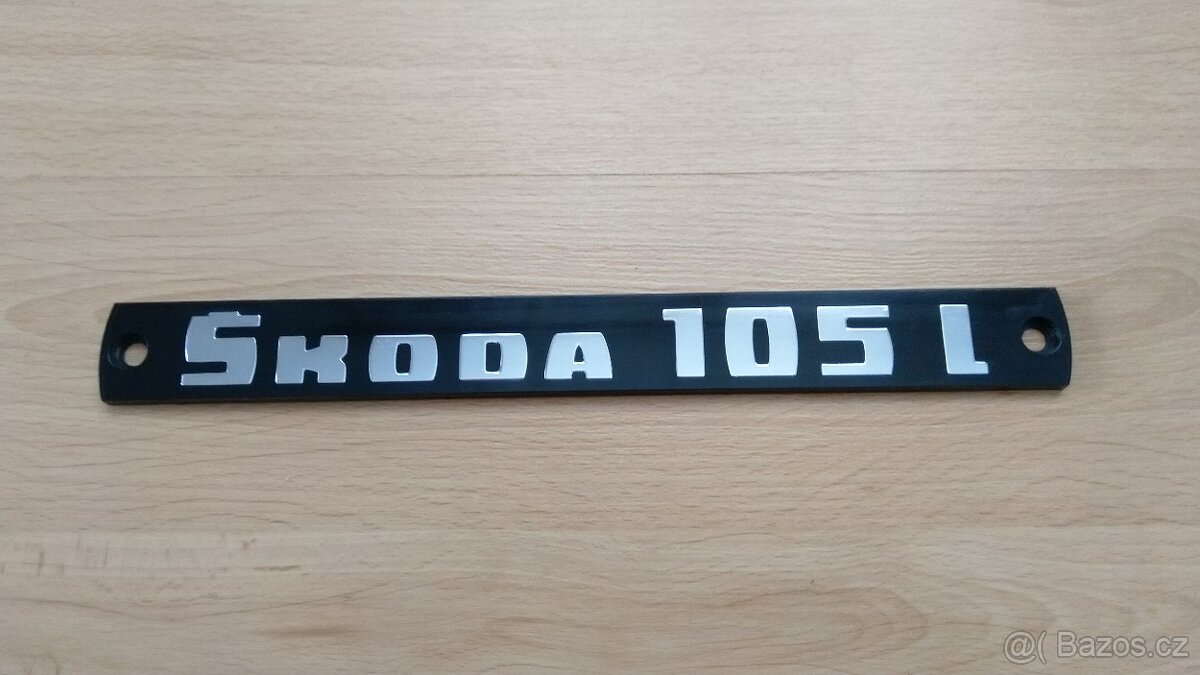 ŠKODA 105 L
@( Bazos.cz